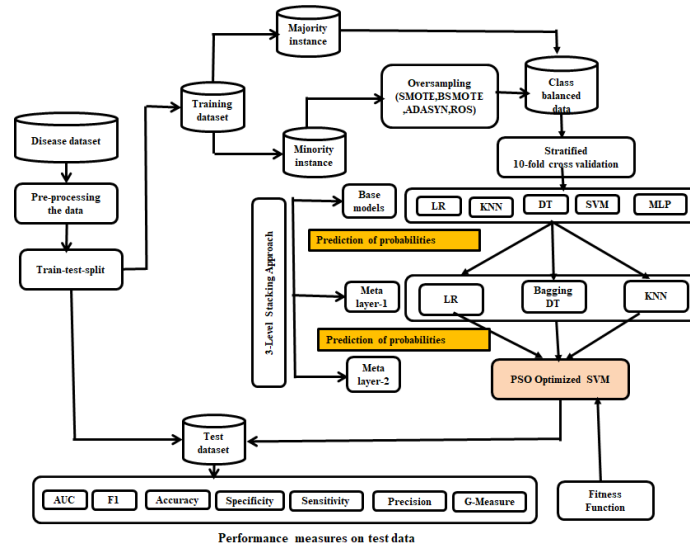 Majority
instance
Training
dataset
Oversampling
(SMOTE,BSMOTE
,ADASYN,ROS)
Class
balanced
data
Disease dataset
Minority
instance
Stratified
10-fold cross validation
Pre-processing
the data
Train-test-split
3-Level Stacking Approach
Base
models
LR
KNN
DT
SVM
MLP
Prediction of probabilities
Meta
layer-1
LR
Bagging
DT
KNN
Prediction of probabilities
Meta
layer-2
PSO Optimized SVM
Test
dataset
AUC
F1
Accuracy
Specificity
Sensitivity
Precision
G-Measure
Fitness
Function
Performance measures on test data